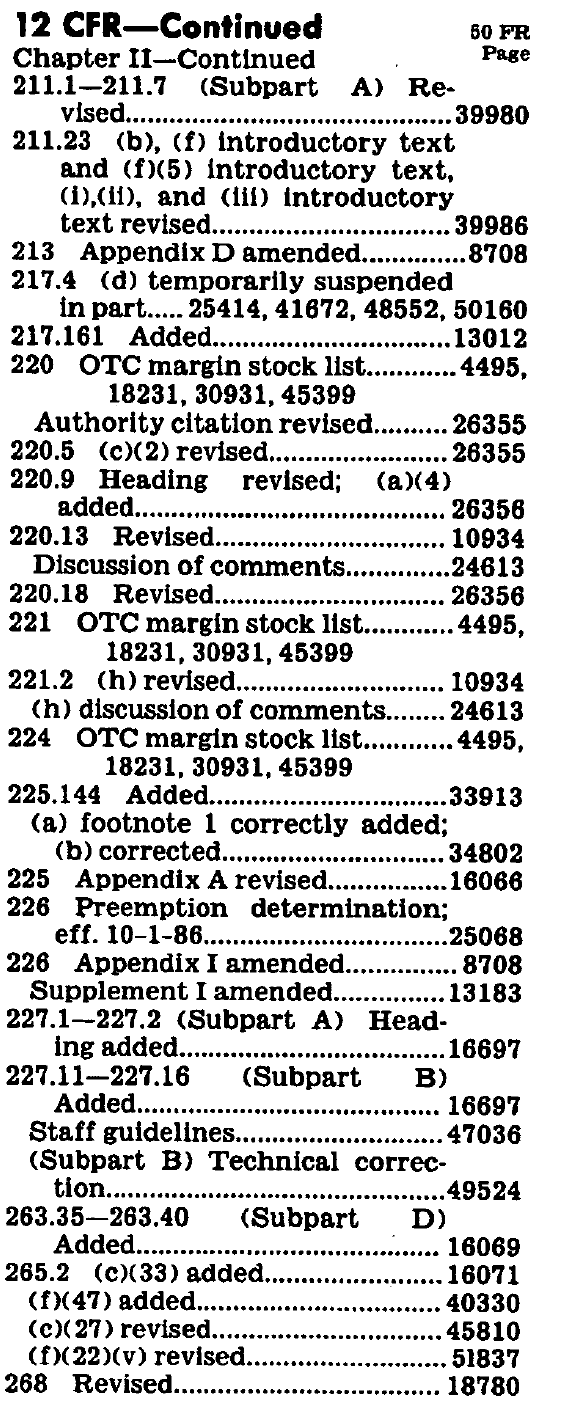 12 CFR—Continued
50 FR
Page
Chapter II—Continued
211.1—211.7 (Subpart A) Re-
vised..........39980
211.23 (b), (f) introductory text
and (f)(5) introductory text,
(i),(ii), and (iii) introductory
text revised..........39986
213 Appendix D amended..........8708
217.4 (d) temporarily suspended
in part..... 25414, 41672, 48552, 50160
217.161 Added..........13012
220 OTC margin stock list..........4495,
18231, 30931, 45399
Authority citation revised..........26355
220.5 (c)(2) revised..........26355
220.9 Heading revised; (a)(4)
added..........26356
220.13 Revised..........10934
Discussion of comments..........24613
220.18 Revised..........26356
221 OTC margin stock list..........4495,
18231, 30931, 45399
221.2 (h) revised..........10934
(h) discussion of comments........24613
224 OTC margin stock list..........4495,
18231, 30931, 45399
225.144 Added..........33913
(a) footnote 1 correctly added;
(b) corrected..........34802
225 Appendix A revised..........16066
226 Preemption determination;
eff. 10-1-86..........25068
226 Appendix I amended..........8708
Supplement I amended..........13183
227.1—227.2 (Subpart A) Head-
ing added..........16697
227.11—227.16 (Subpart B)
Added..........16697
Staff guidelines..........47036
(Subpart B) Technical correc-
tion..........49524
263.35—263.40 (Subpart D)
Added..........16069
265.2 (c)(33) added..........16071
(f)(47) added..........40330
(c)(27) revised..........45810
(f)(22)(v) revised..........51837
268 Revised..........18780